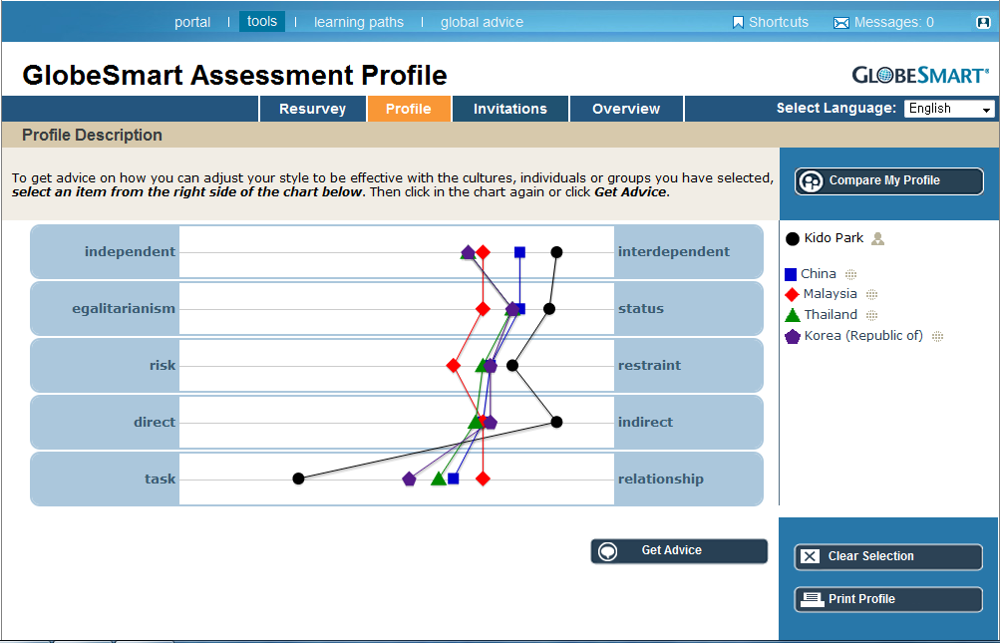 portal | tools | learning paths | global advice Shortcuts Messages: 0
GlobeSmart Assessment Profile GLOBESMART®
Resurvey Profile Invitations Overview Select Language: English
Profile Description
To get advice on how you can adjust your style to be effective with the cultures, individuals or groups you have selected,
select an item from the right side of the chart below. Then click in the chart again or click Get Advice.
Compare My Profile
independent interdependent
egalitarianism status
risk restraint
direct indirect
task relationship
Kido Park
China
Malaysia
Thailand
Korea (Republic of)
Get Advice
Clear Selection
Print Profile